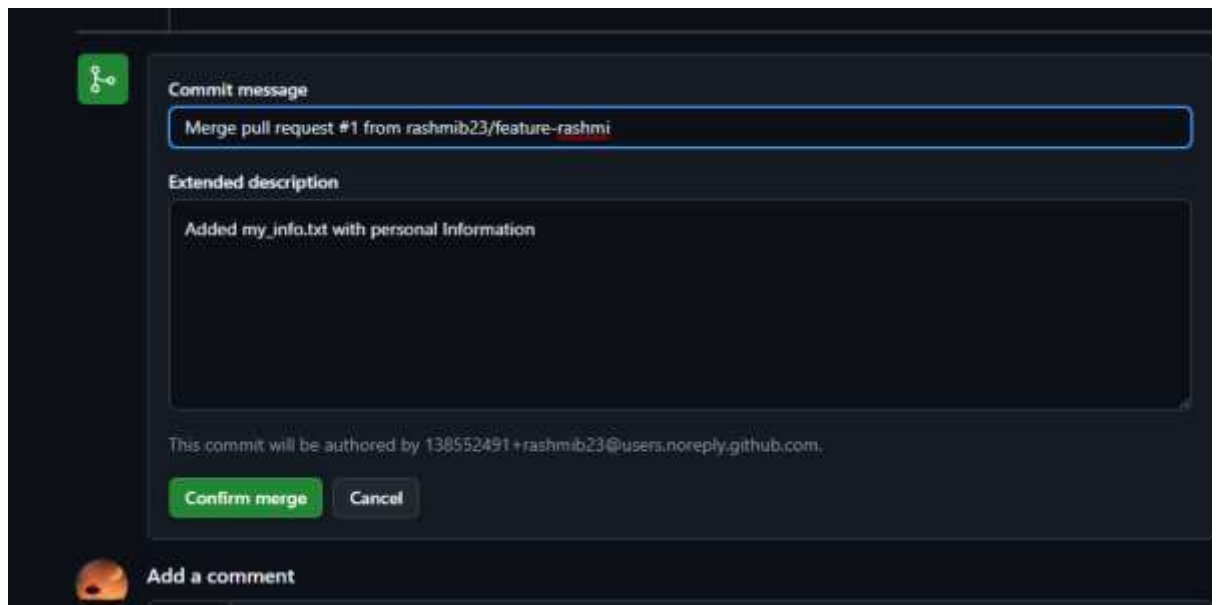 Commit message
Merge pull request #1 from rashmib23/feature-rashmi
Extended description
Added my_info.txt with personal Information
This commit will be authored by 138552491+rashmib23@users.noreply.github.com.
Confirm merge
Cancel
Add a comment